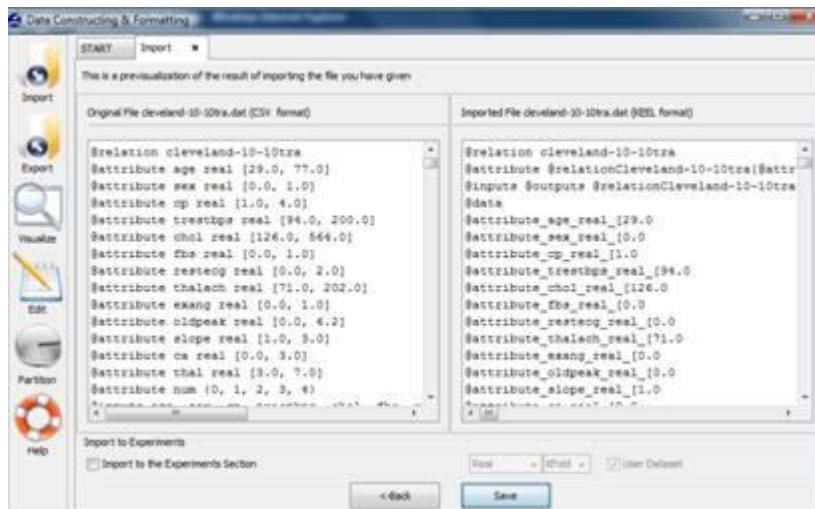 Data Constructing & Formatting
START
Import
This is a previsualization of the result of importing the file you have given
Import
Export
Visualize
Edit
Partition
Help
Original File cleveland-10-10tra.dat (CSV format)
@relation cleveland-10-10tra
@attribute age real [29.0, 77.0]
@attribute sex real [0.0, 1.0]
@attribute cp real [1.0, 4.0]
@attribute trestbps real [94.0, 200.0]
@attribute chol real [126.0, 564.0]
@attribute fbs real [0.0, 1.0]
@attribute restecg real [0.0, 2.0]
@attribute thalach real [71.0, 202.0]
@attribute exang real [0.0, 1.0]
@attribute oldpeak real [0.0, 6.2]
@attribute slope real [1.0, 3.0]
@attribute ca real [0.0, 3.0]
@attribute thal real [3.0, 7.0]
@attribute num {0, 1, 2, 3, 4}
Imported File cleveland-10-10tra.dat (KEEL format)
@relation cleveland-10-10tra
@attribute @relationCleveland-10-10tra{@attr
@inputs @outputs @relationCleveland-10-10tra
@data
@attribute_age_real_[29.0
@attribute_sex_real_[0.0
@attribute_cp_real_[1.0
@attribute_trestbps_real_[94.0
@attribute_chol_real_[126.0
@attribute_fbs_real_[0.0
@attribute_restecg_real_[0.0
@attribute_thalach_real_[71.0
@attribute_exang_real_[0.0
@attribute_oldpeak_real_[0.0
@attribute_slope_real_[1.0
Import to Experiments
Import to the Experiments Section
Real
Kfold
User Dataset
< Back
Save